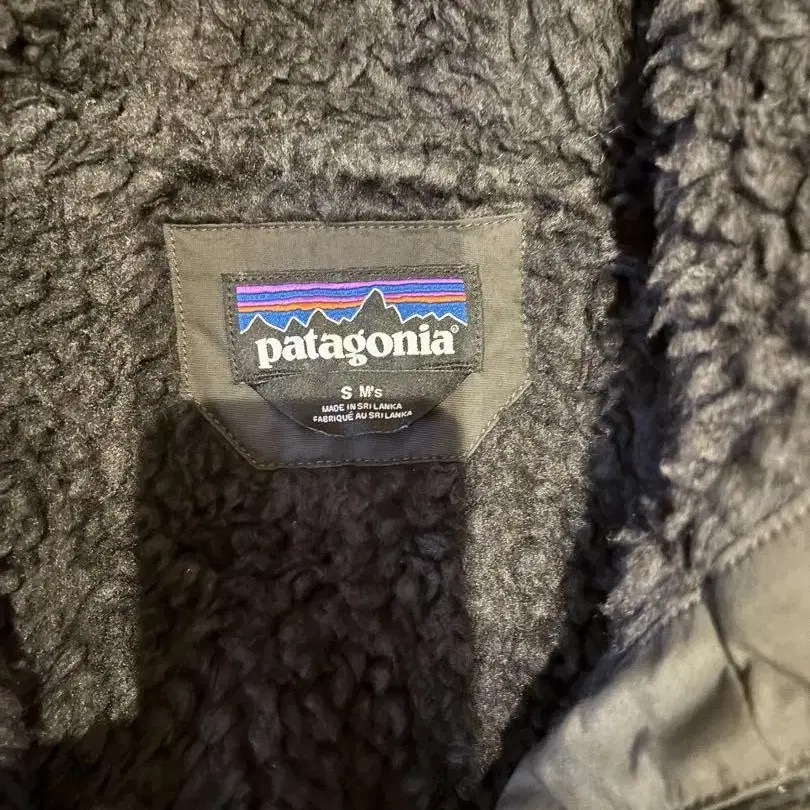 patagonia®
S M's
MADE IN SRI LANKA
FABRIQUÉ AU SRI LANKA